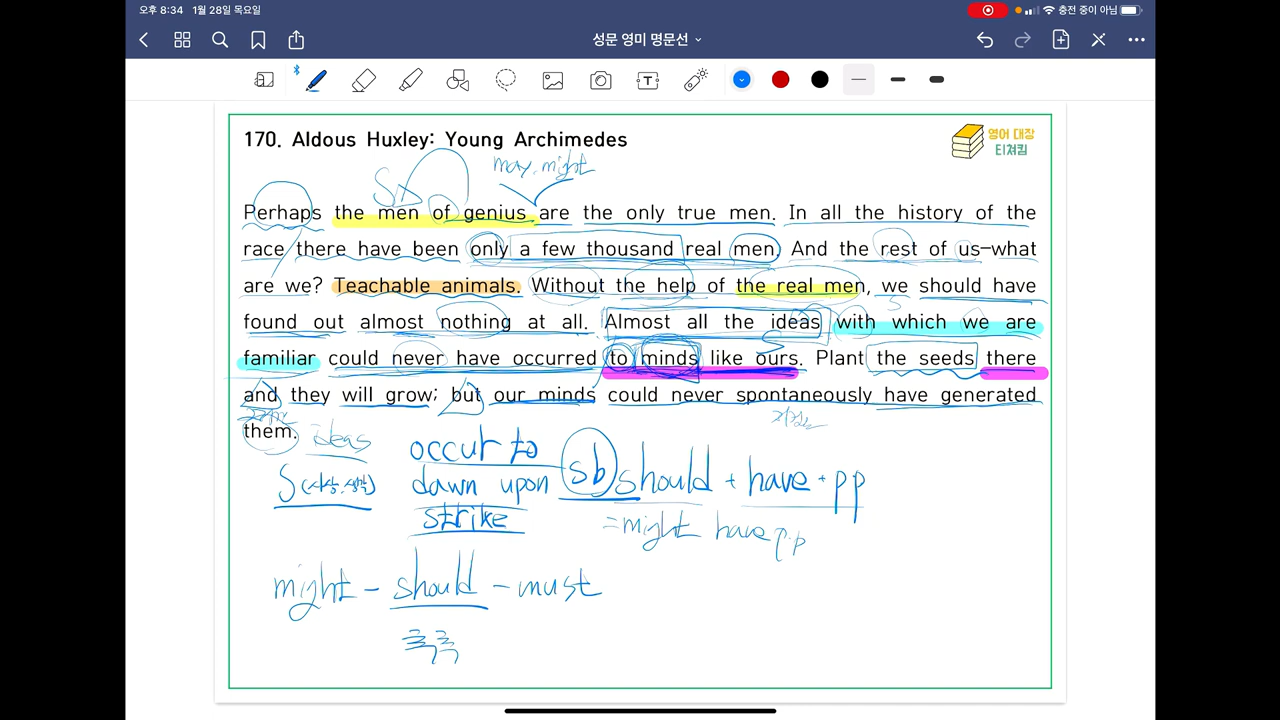 오후 8:34 1월 28일 목요일
충전 중이 아님
성문 영미 명문선
170. Aldous Huxley: Young Archimedes
영어 대장
티쳐킴
may. might
Perhaps the men of genius are the only true men. In all the history of the
race there have been only a few thousand real men. And the rest of us-what
are we? Teachable animals. Without the help of the real men, we should have
found out almost nothing at all. Almost all the ideas with which we are
familiar could never have occurred to minds like ours. Plant the seeds there
and they will grow; but our minds could never spontaneously have generated
them. ideas
occur to
S dawn upon sb should + have + pp
strike
= might have p.p
might - should - must